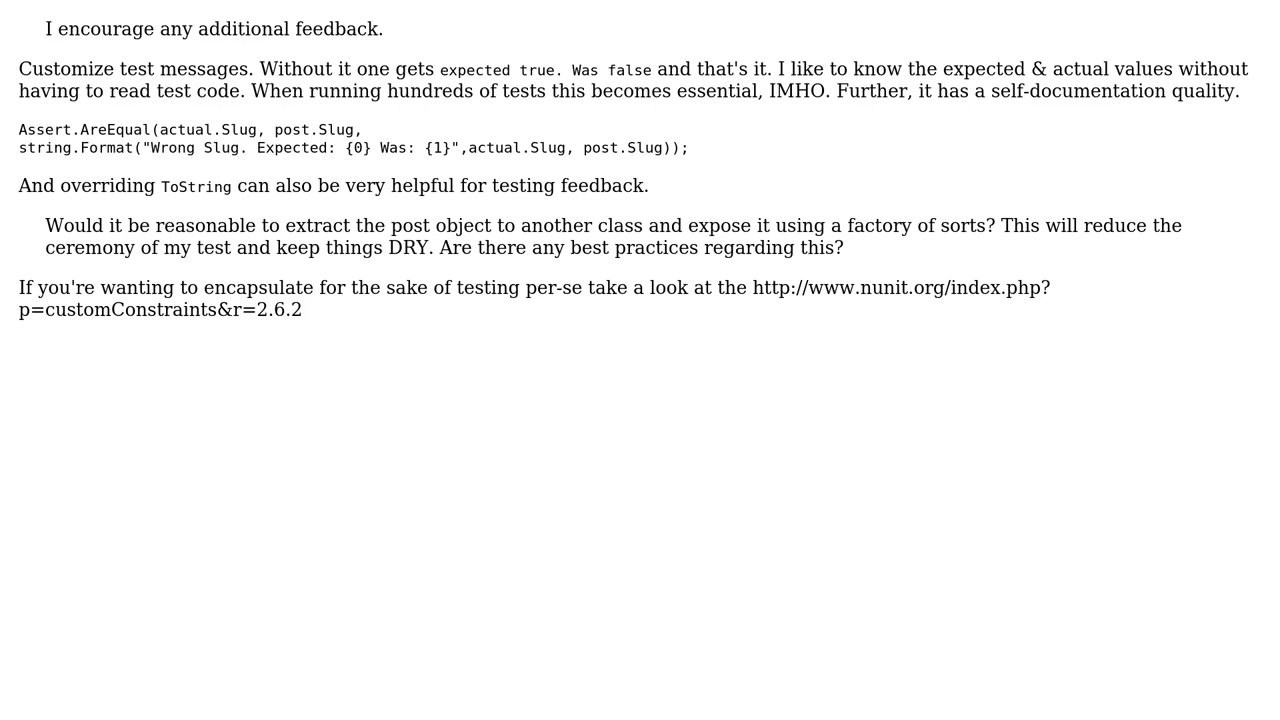 I encourage any additional feedback.
Customize test messages. Without it one gets expected true. Was false and that's it. I like to know the expected & actual values without
having to read test code. When running hundreds of tests this becomes essential, IMHO. Further, it has a self-documentation quality.
Assert.AreEqual(actual.Slug, post.Slug,
string.Format("Wrong Slug. Expected: {0} Was: {1}",actual.Slug, post.Slug));
And overriding ToString can also be very helpful for testing feedback.
Would it be reasonable to extract the post object to another class and expose it using a factory of sorts? This will reduce the
ceremony of my test and keep things DRY. Are there any best practices regarding this?
If you're wanting to encapsulate for the sake of testing per-se take a look at the http://www.nunit.org/index.php?
p=customConstraints&r=2.6.2